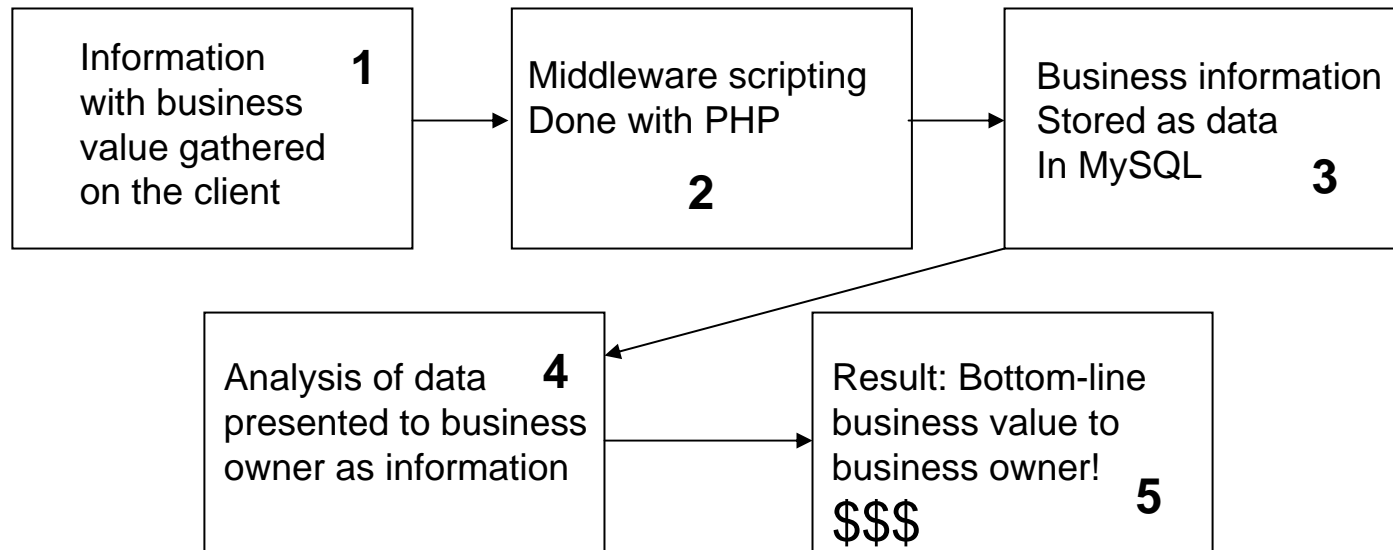 Information
with business
value gathered
on the client
1
Middleware scripting
Done with PHP
2
Business information
Stored as data
In MySQL
3
Analysis of data
presented to business
owner as information
4
Result: Bottom-line
business value to
business owner!
$$$
5